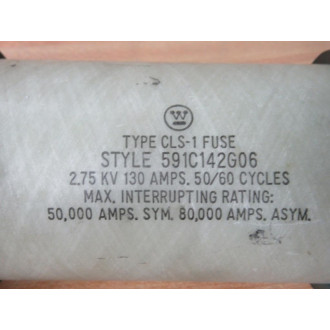 W
TYPE CLS-1 FUSE
STYLE 591C142G06
2.75 KV 130 AMPS. 50/60 CYCLES
MAX. INTERRUPTING RATING:
50,000 AMPS. SYM. 80,000 AMPS. ASYM.